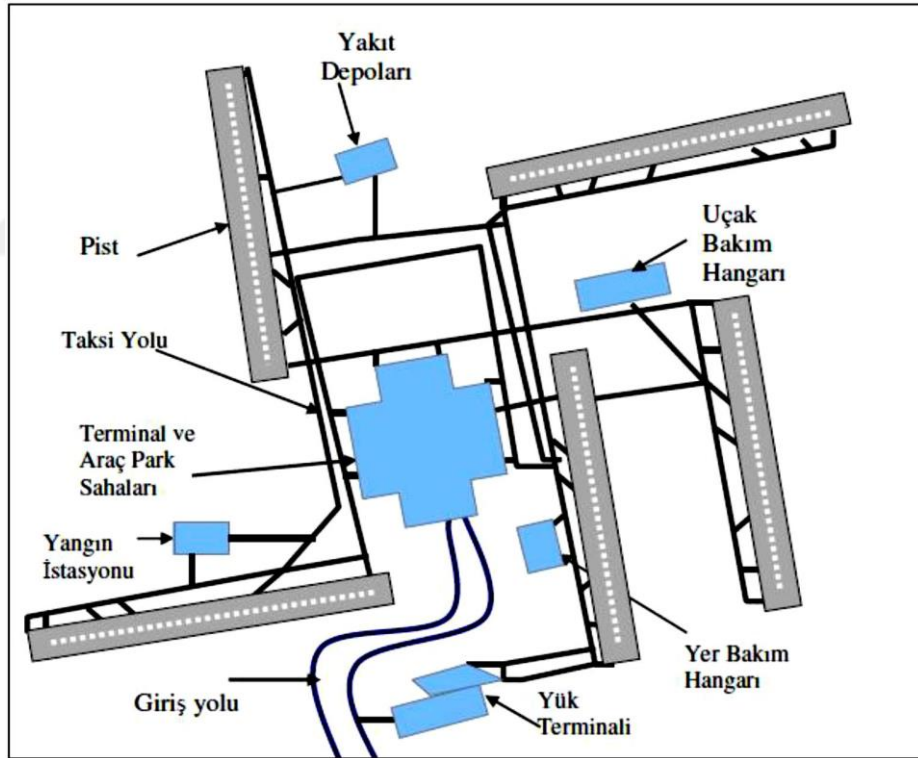 Yakıt
Depoları
Uçak
Bakım
Hangarı
Pist
Taksi Yolu
Terminal ve
Araç Park
Sahaları
Yangın
İstasyonu
Yer Bakım
Hangarı
Giriş yolu
Yük
Terminali